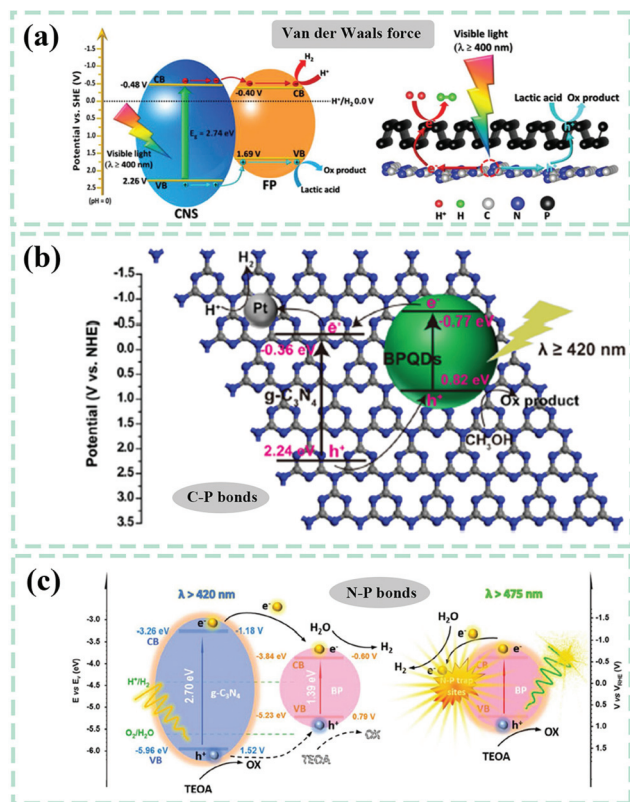 (a)
Van der Waals force
Potential vs. SHE (V)
-1.5
-1.0
-0.5
0.0
0.5
1.0
1.5
2.0
2.5
(pH = 0)
CB
-0.48 V
Visible light
(λ ≥ 400 nm)
2.26 V
VB
CNS
Eg = 2.74 eV
H₂
H⁺
-0.40 V
CB
H⁺/H₂ 0.0 V
1.69 V
VB
FP
Ox product
Lactic acid
Visible light
(λ ≥ 400 nm)
Lactic acid
Ox product
e⁻
h⁺
e⁻
h⁺
H⁺
H
C
N
P
(b)
Potential (V vs. NHE)
-1.5
-1.0
-0.5
0.0
0.5
1.0
1.5
2.0
2.5
3.0
3.5
H₂
H⁺
Pt
e⁻
-0.36 eV
g-C₃N₄
2.24 eV
h⁺
e⁻
-0.77 eV
BPQDs
0.82 eV
h⁺
λ ≥ 420 nm
Ox product
CH₃OH
C-P bonds
(c)
N-P bonds
λ > 420 nm
λ > 475 nm
-3.0
-3.5
-4.0
-4.5
-5.0
-5.5
-6.0
-3.26 eV
CB
e⁻
-1.18 V
H⁺/H₂
2.70 eV
g-C₃N₄
O₂/H₂O
-5.96 eV
VB
h⁺
1.52 V
TEOA
OX
e⁻
H₂O
H₂
-3.84 eV
e⁻
CB
-0.60 V
1.39 eV
BP
-5.23 eV
VB
h⁺
0.78 V
TEOA
OX
H₂O
e⁻
H₂
e⁻
e⁻
N-P trap
sites
CB
BP
VB
h⁺
OX
TEOA
-1.5
-1.0
-0.5
0.0
0.5
1.0
1.5